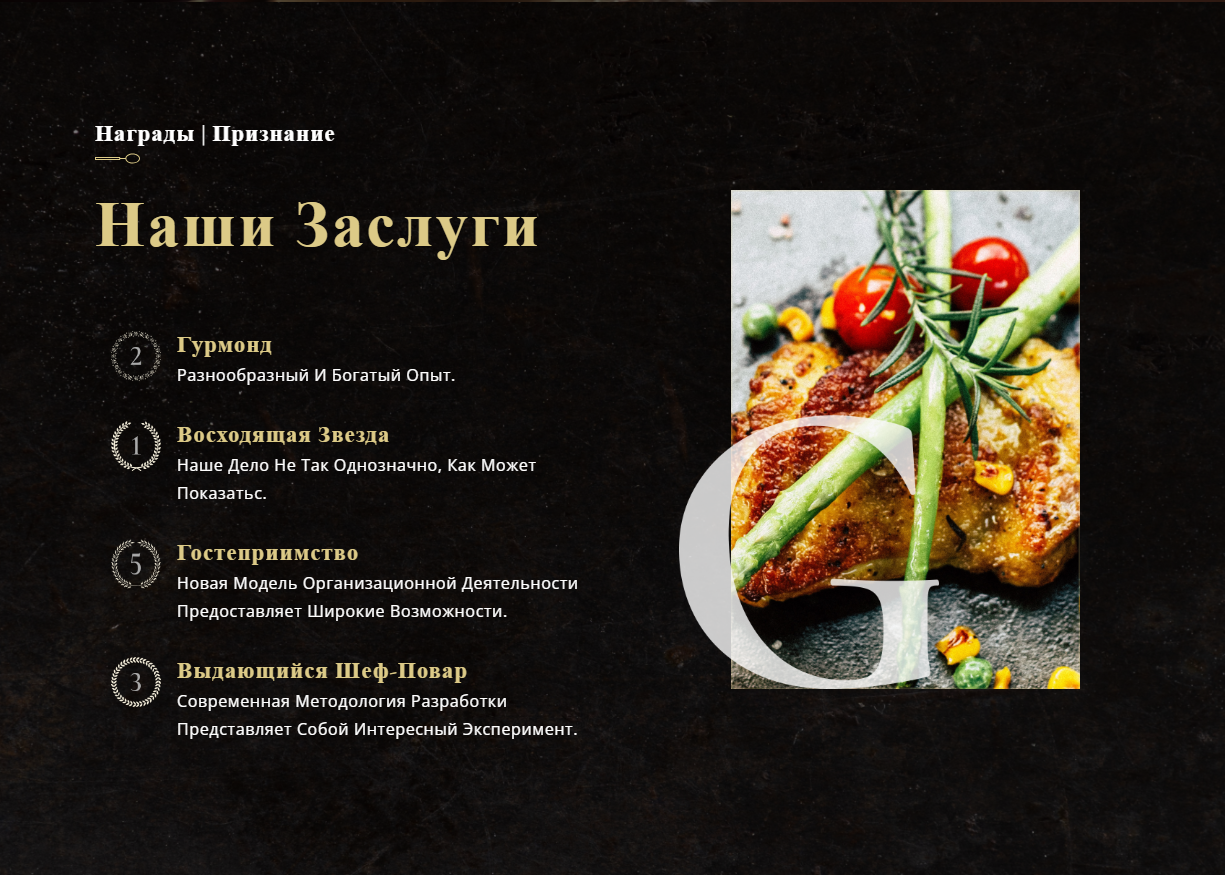 Награды | Признание
Наши Заслуги
2
Гурмонд
Разнообразный И Богатый Опыт.
1
Восходящая Звезда
Наше Дело Не Так Однозначно, Как Может
Показатьс.
5
Гостеприимство
Новая Модель Организационной Деятельности
Предоставляет Широкие Возможности.
3
Выдающийся Шеф-Повар
Современная Методология Разработки
Представляет Собой Интересный Эксперимент.
G